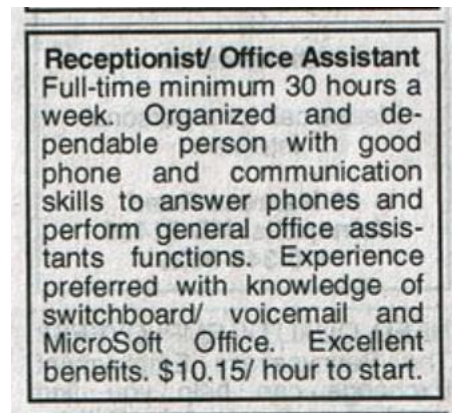 Receptionist/ Office Assistant
Full-time minimum 30 hours a
week. Organized and de-
pendable person with good
phone and communication
skills to answer phones and
perform general office assis-
tants functions. Experience
preferred with knowledge of
switchboard/ voicemail and
MicroSoft Office. Excellent
benefits. $10.15/ hour to start.